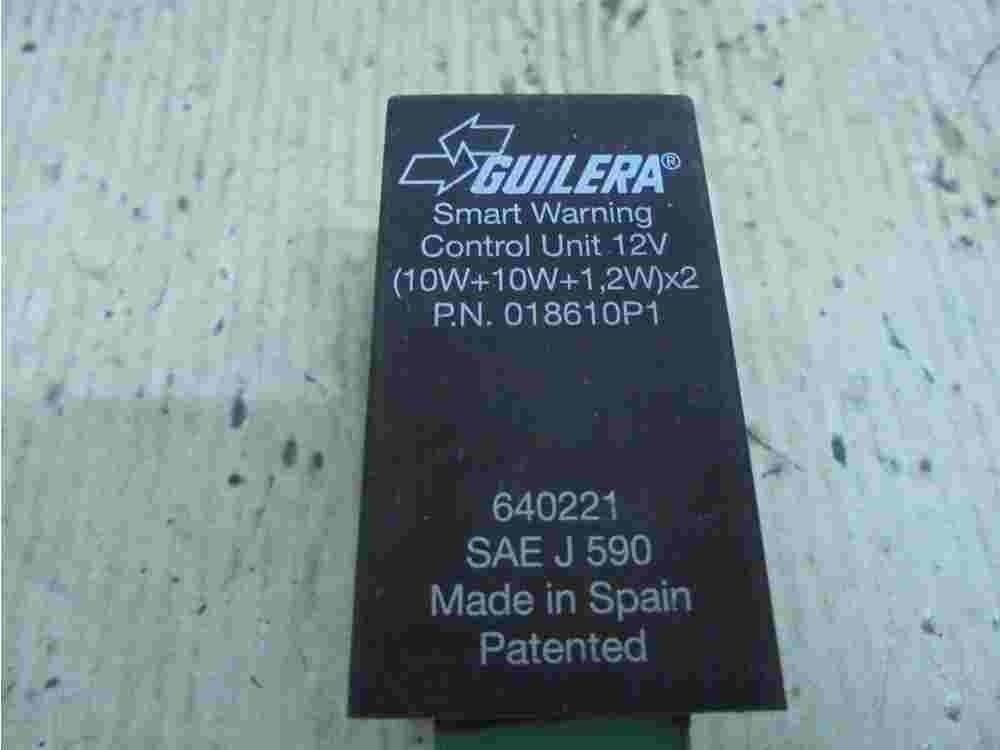 GUILERA®
Smart Warning
Control Unit 12V
(10W+10W+1,2W)x2
P.N. 018610P1
640221
SAE J 590
Made in Spain
Patented